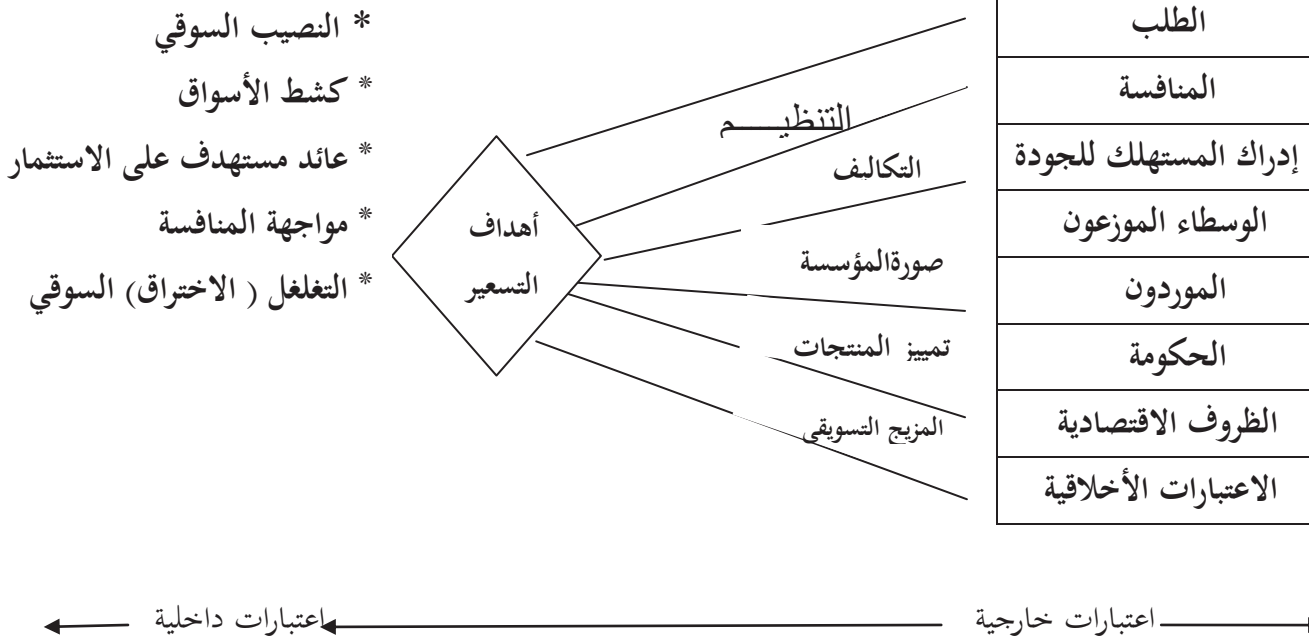 الطلب
المنافسة
إدراك المستهلك للجودة
الوسطاء الموزعون
الموردون
الحكومة
الظروف الاقتصادية
الاعتبارات الأخلاقية
التنظيـــــم
التكاليف
صورةالمؤسسة
تمييز المنتجات
المزيج التسويقي
أهداف
التسعير
* النصيب السوقي
* كشط الأسواق
* عائد مستهدف على الاستثمار
* مواجهة المنافسة
* التغلغل ( الاختراق) السوقي
اعتبارات خارجية
اعتبارات داخلية